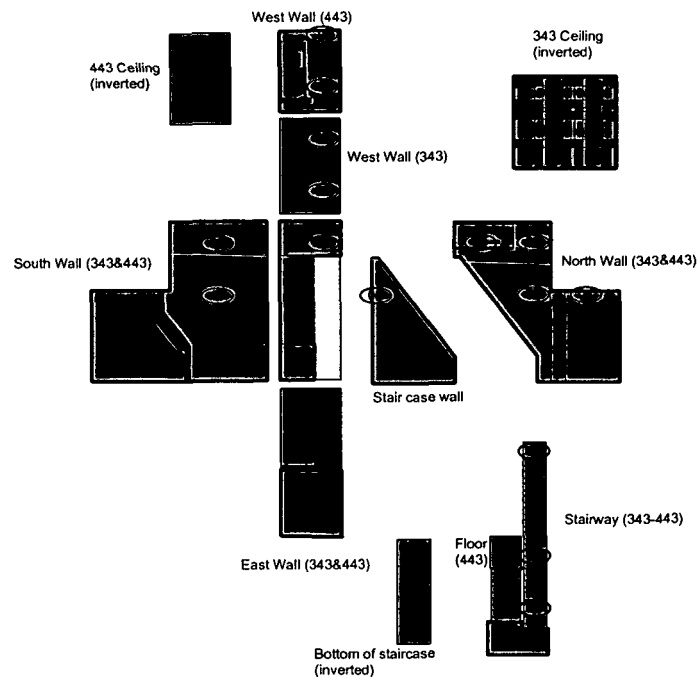 West Wall (443)
443 Ceiling
(inverted)
343 Ceiling
(inverted)
West Wall (343)
South Wall (343&443)
North Wall (343&443)
Stair case wall
Stairway (343-443)
Floor
(443)
East Wall (343&443)
Bottom of staircase
(inverted)